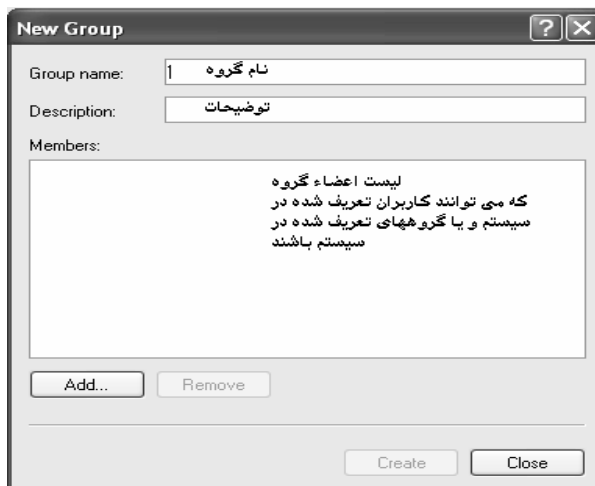 New Group
Group name: 1 نام گروه
Description: توضیحات
Members:
لیست اعضاء گروه
که می توانند کاربران تعریف شده در
سیستم و یا گروههای تعریف شده در
سیستم باشند
Add... Remove
Create Close